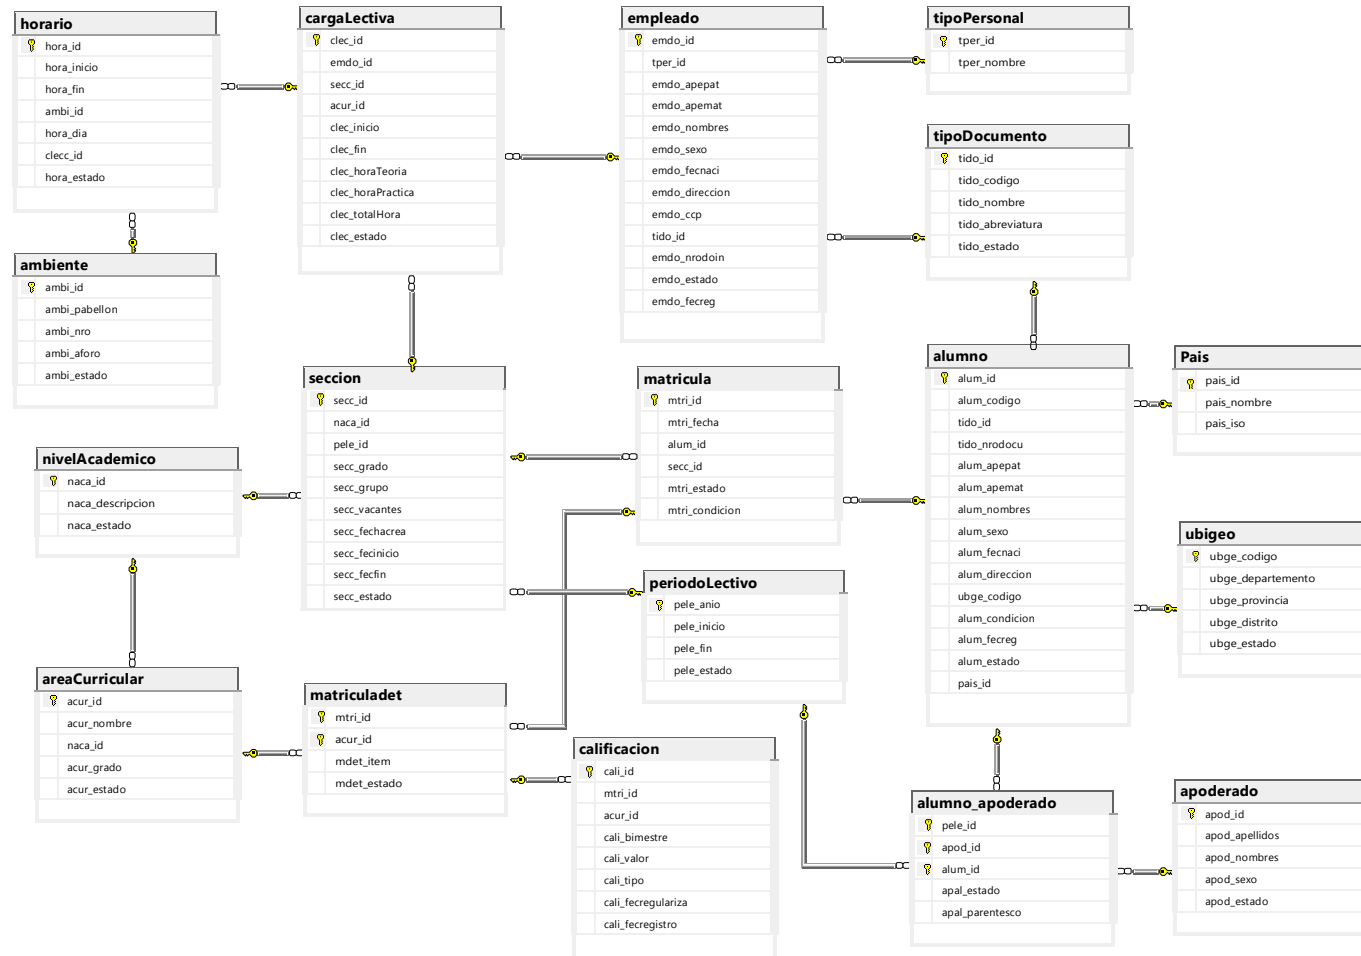 horario
hora_id
hora_inicio
hora_fin
ambi_id
hora_dia
clecc_id
hora_estado
cargaLectiva
clec_id
emdo_id
secc_id
acur_id
clec_inicio
clec_fin
clec_horaTeoria
clec_horaPractica
clec_totalHora
clec_estado
empleado
emdo_id
tper_id
emdo_apepat
emdo_apemat
emdo_nombres
emdo_sexo
emdo_fecnaci
emdo_direccion
emdo_ccp
tido_id
emdo_nrodoin
emdo_estado
emdo_fecreg
tipoPersonal
tper_id
tper_nombre
tipoDocumento
tido_id
tido_codigo
tido_nombre
tido_abreviatura
tido_estado
ambiente
ambi_id
ambi_pabellon
ambi_nro
ambi_aforo
ambi_estado
seccion
secc_id
naca_id
pele_id
secc_grado
secc_grupo
secc_vacantes
secc_fechacrea
secc_fecinicio
secc_fecfin
secc_estado
matricula
mtri_id
mtri_fecha
alum_id
secc_id
mtri_estado
mtri_condicion
alumno
alum_id
alum_codigo
tido_id
tido_nrodocu
alum_apepat
alum_apemat
alum_nombres
alum_sexo
alum_fecnaci
alum_direccion
ubge_codigo
alum_condicion
alum_fecreg
alum_estado
pais_id
Pais
pais_id
pais_nombre
pais_iso
nivelAcademico
naca_id
naca_descripcion
naca_estado
ubigeo
ubge_codigo
ubge_departemento
ubge_provincia
ubge_distrito
ubge_estado
periodoLectivo
pele_anio
pele_inicio
pele_fin
pele_estado
areaCurricular
acur_id
acur_nombre
naca_id
acur_grado
acur_estado
matriculadet
mtri_id
acur_id
mdet_item
mdet_estado
calificacion
cali_id
mtri_id
acur_id
cali_bimestre
cali_valor
cali_tipo
cali_fecregulariza
cali_fecregistro
alumno_apoderado
pele_id
apod_id
alum_id
apal_estado
apal_parentesco
apoderado
apod_id
apod_apellidos
apod_nombres
apod_sexo
apod_estado